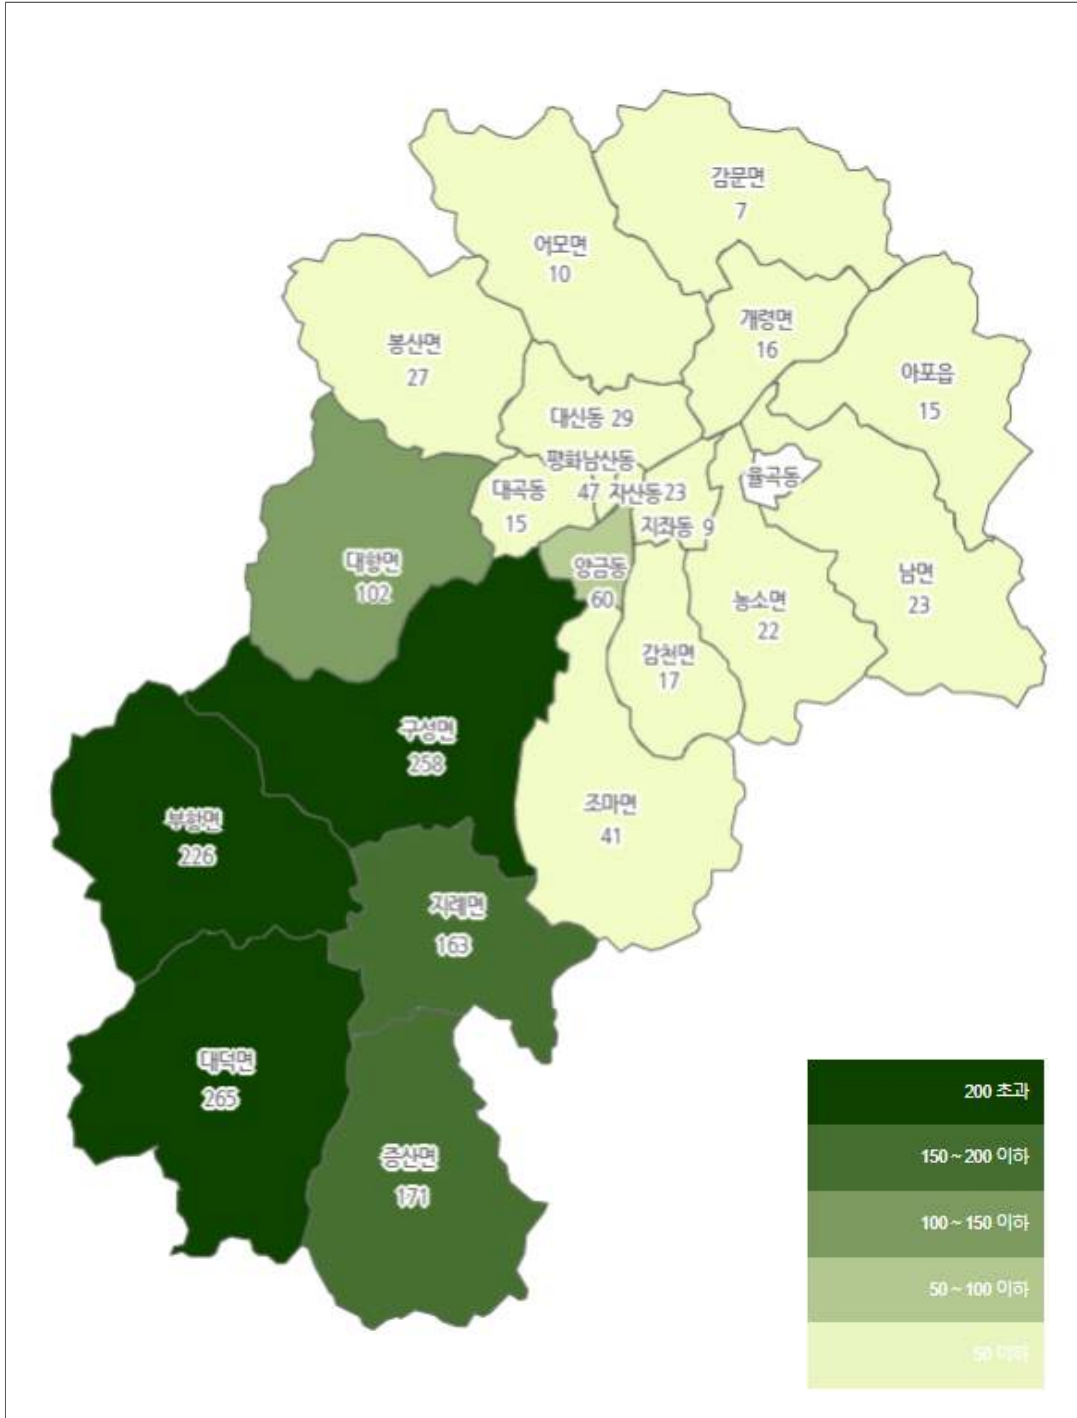 감문면
7
어모면
10
개령면
16
봉산면
27
아포읍
15
대신동 29
평화남산동
47
대곡동
15
자산동 23
율곡동
지좌동 9
대항면
102
양금동
60
남면
23
농소면
22
감천면
17
구성면
258
조마면
41
부항면
226
지례면
163
대덕면
265
증산면
171
200 초과
150 ~ 200 이하
100 ~ 150 이하
50 ~ 100 이하
50 이하